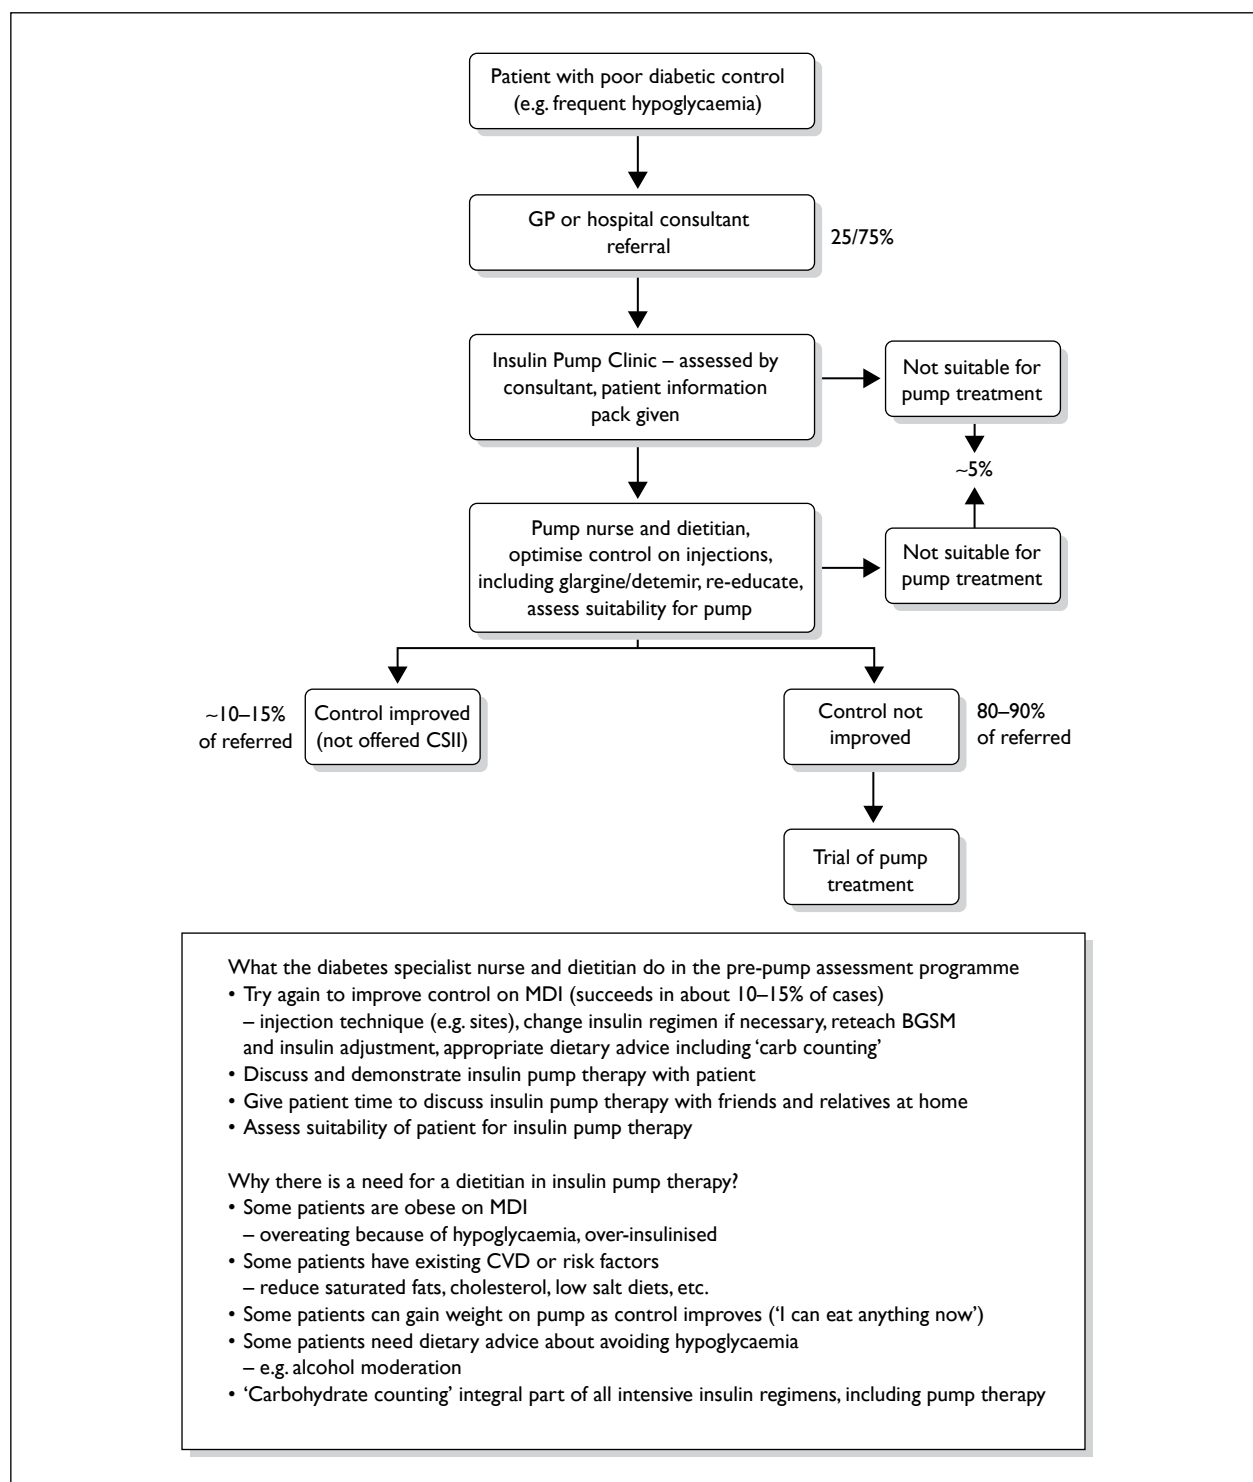 Patient with poor diabetic control
(e.g. frequent hypoglycaemia)
GP or hospital consultant
referral
25/75%
Insulin Pump Clinic – assessed by
consultant, patient information
pack given
Not suitable for
pump treatment
~5%
Pump nurse and dietitian,
optimise control on injections,
including glargine/detemir, re-educate,
assess suitability for pump
Not suitable for
pump treatment
~10–15%
of referred
Control improved
(not offered CSII)
Control not
improved
80–90%
of referred
Trial of pump
treatment
What the diabetes specialist nurse and dietitian do in the pre-pump assessment programme
• Try again to improve control on MDI (succeeds in about 10–15% of cases)
– injection technique (e.g. sites), change insulin regimen if necessary, reteach BGSM
and insulin adjustment, appropriate dietary advice including ‘carb counting’
• Discuss and demonstrate insulin pump therapy with patient
• Give patient time to discuss insulin pump therapy with friends and relatives at home
• Assess suitability of patient for insulin pump therapy
Why there is a need for a dietitian in insulin pump therapy?
• Some patients are obese on MDI
– overeating because of hypoglycaemia, over-insulinised
• Some patients have existing CVD or risk factors
– reduce saturated fats, cholesterol, low salt diets, etc.
• Some patients can gain weight on pump as control improves (‘I can eat anything now’)
• Some patients need dietary advice about avoiding hypoglycaemia
– e.g. alcohol moderation
• ‘Carbohydrate counting’ integral part of all intensive insulin regimens, including pump therapy